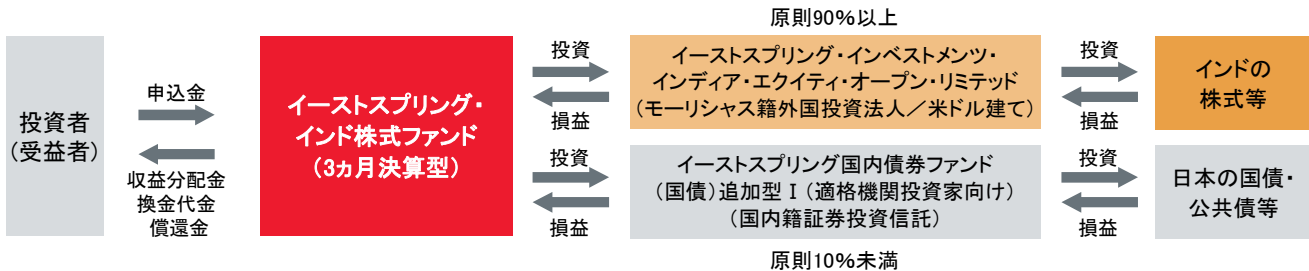 投資者
（受益者）
申込金
収益分配金
換金代金
償還金
イーストスプリング・
インド株式ファンド
（3ヵ月決算型）
投資
損益
投資
損益
原則90％以上
イーストスプリング・インベストメンツ・
インディア・エクイティ・オープン・リミテッド
（モーリシャス籍外国投資法人／米ドル建て）
イーストスプリング国内債券ファンド
（国債）追加型Ⅰ（適格機関投資家向け）
（国内籍証券投資信託）
原則10％未満
投資
損益
投資
損益
インドの
株式等
日本の国債・
公共債等